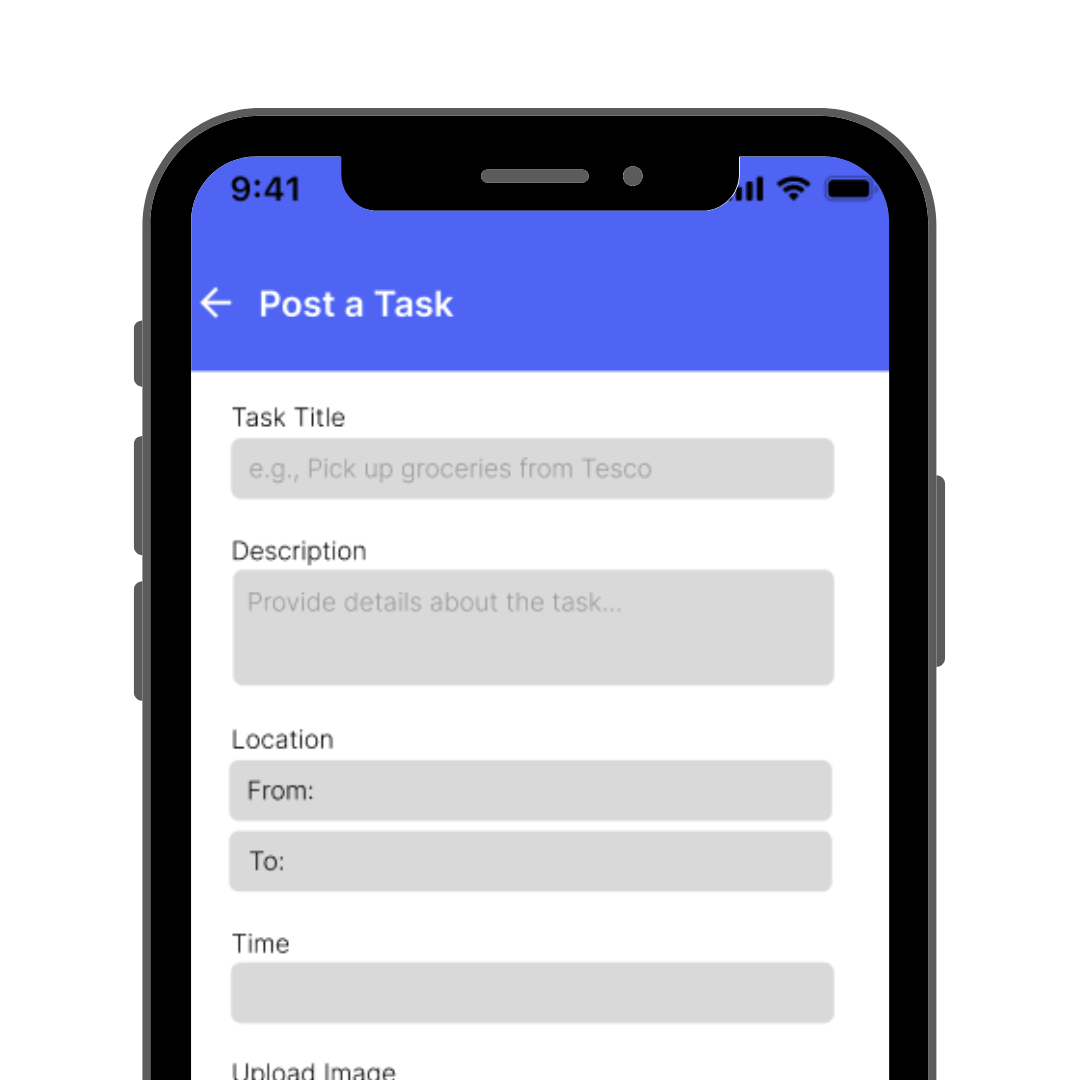 9:41
Post a Task
Task Title
e.g., Pick up groceries from Tesco
Description
Provide details about the task...
Location
From:
To:
Time
Upload Image